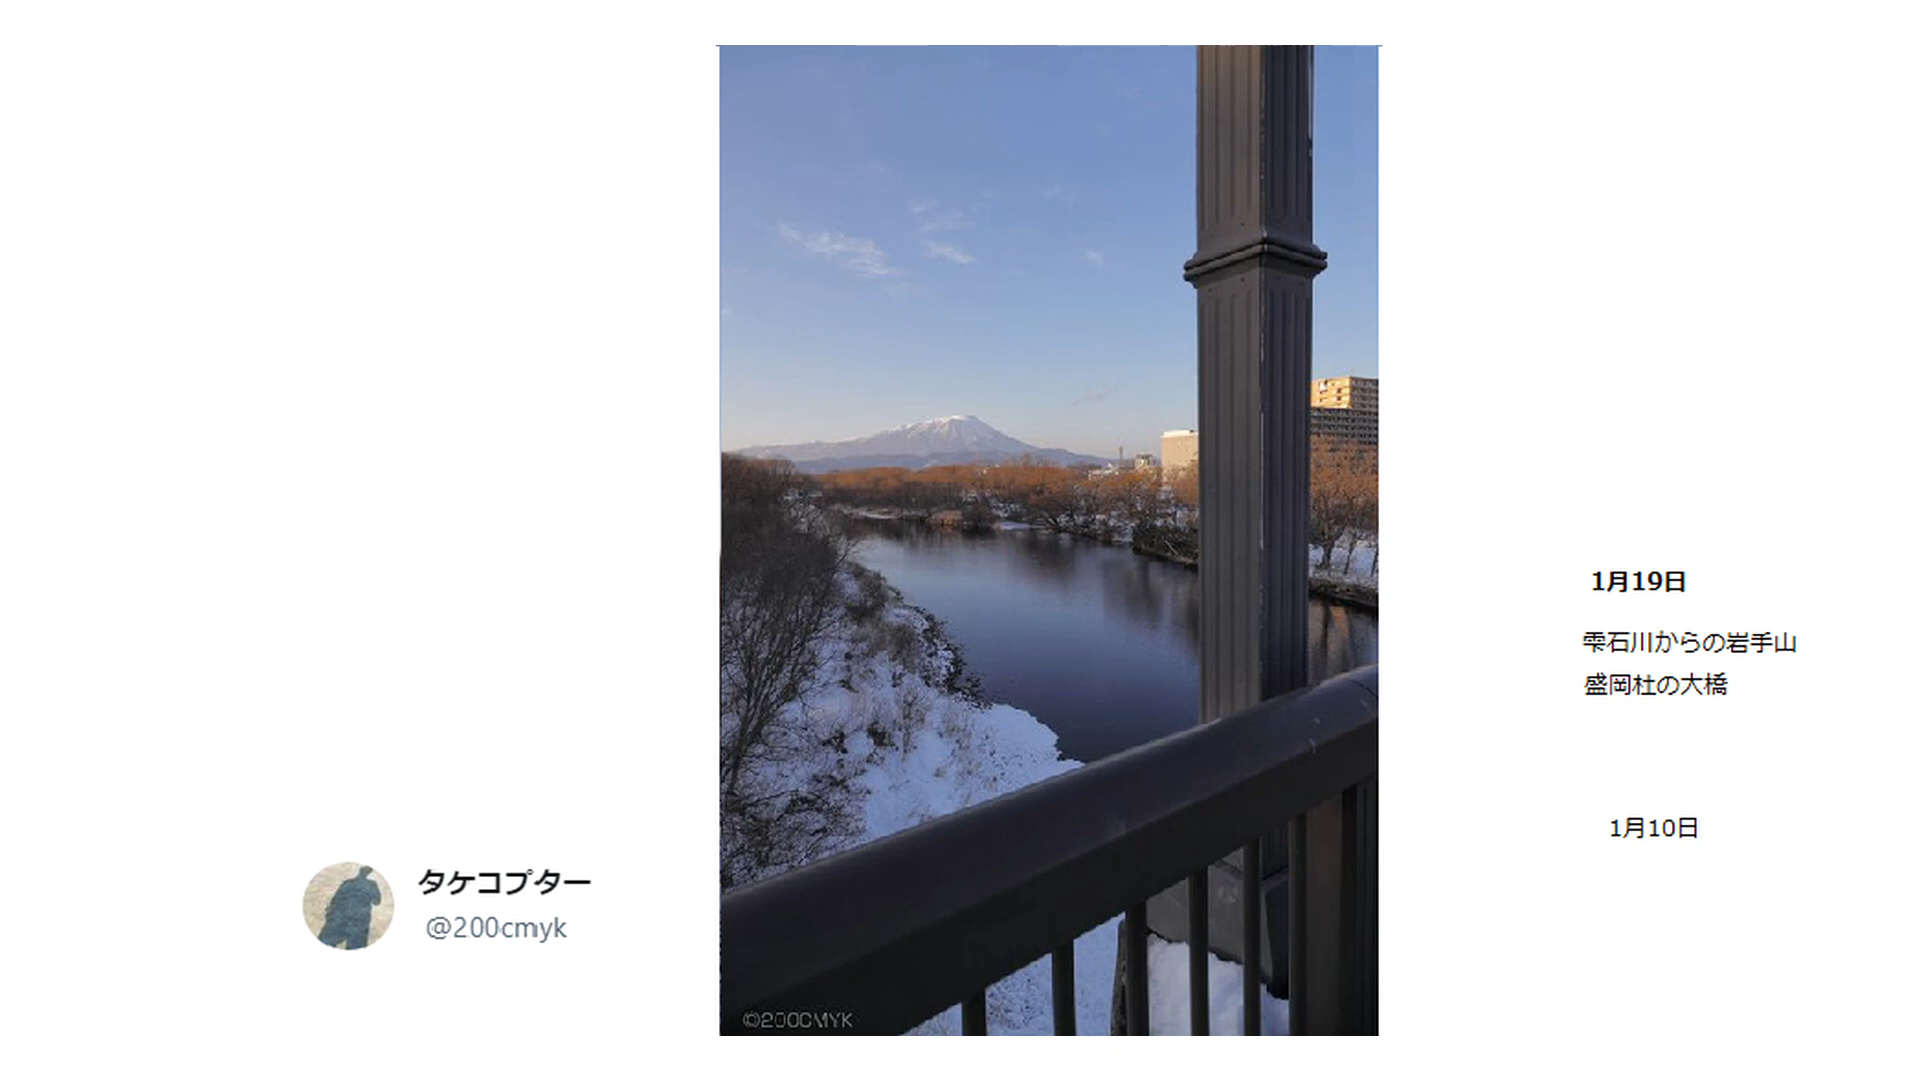 1月19日
雫石川からの岩手山
盛岡杜の大橋
1月10日
タケコプター
@200cmyk
©200CMYK